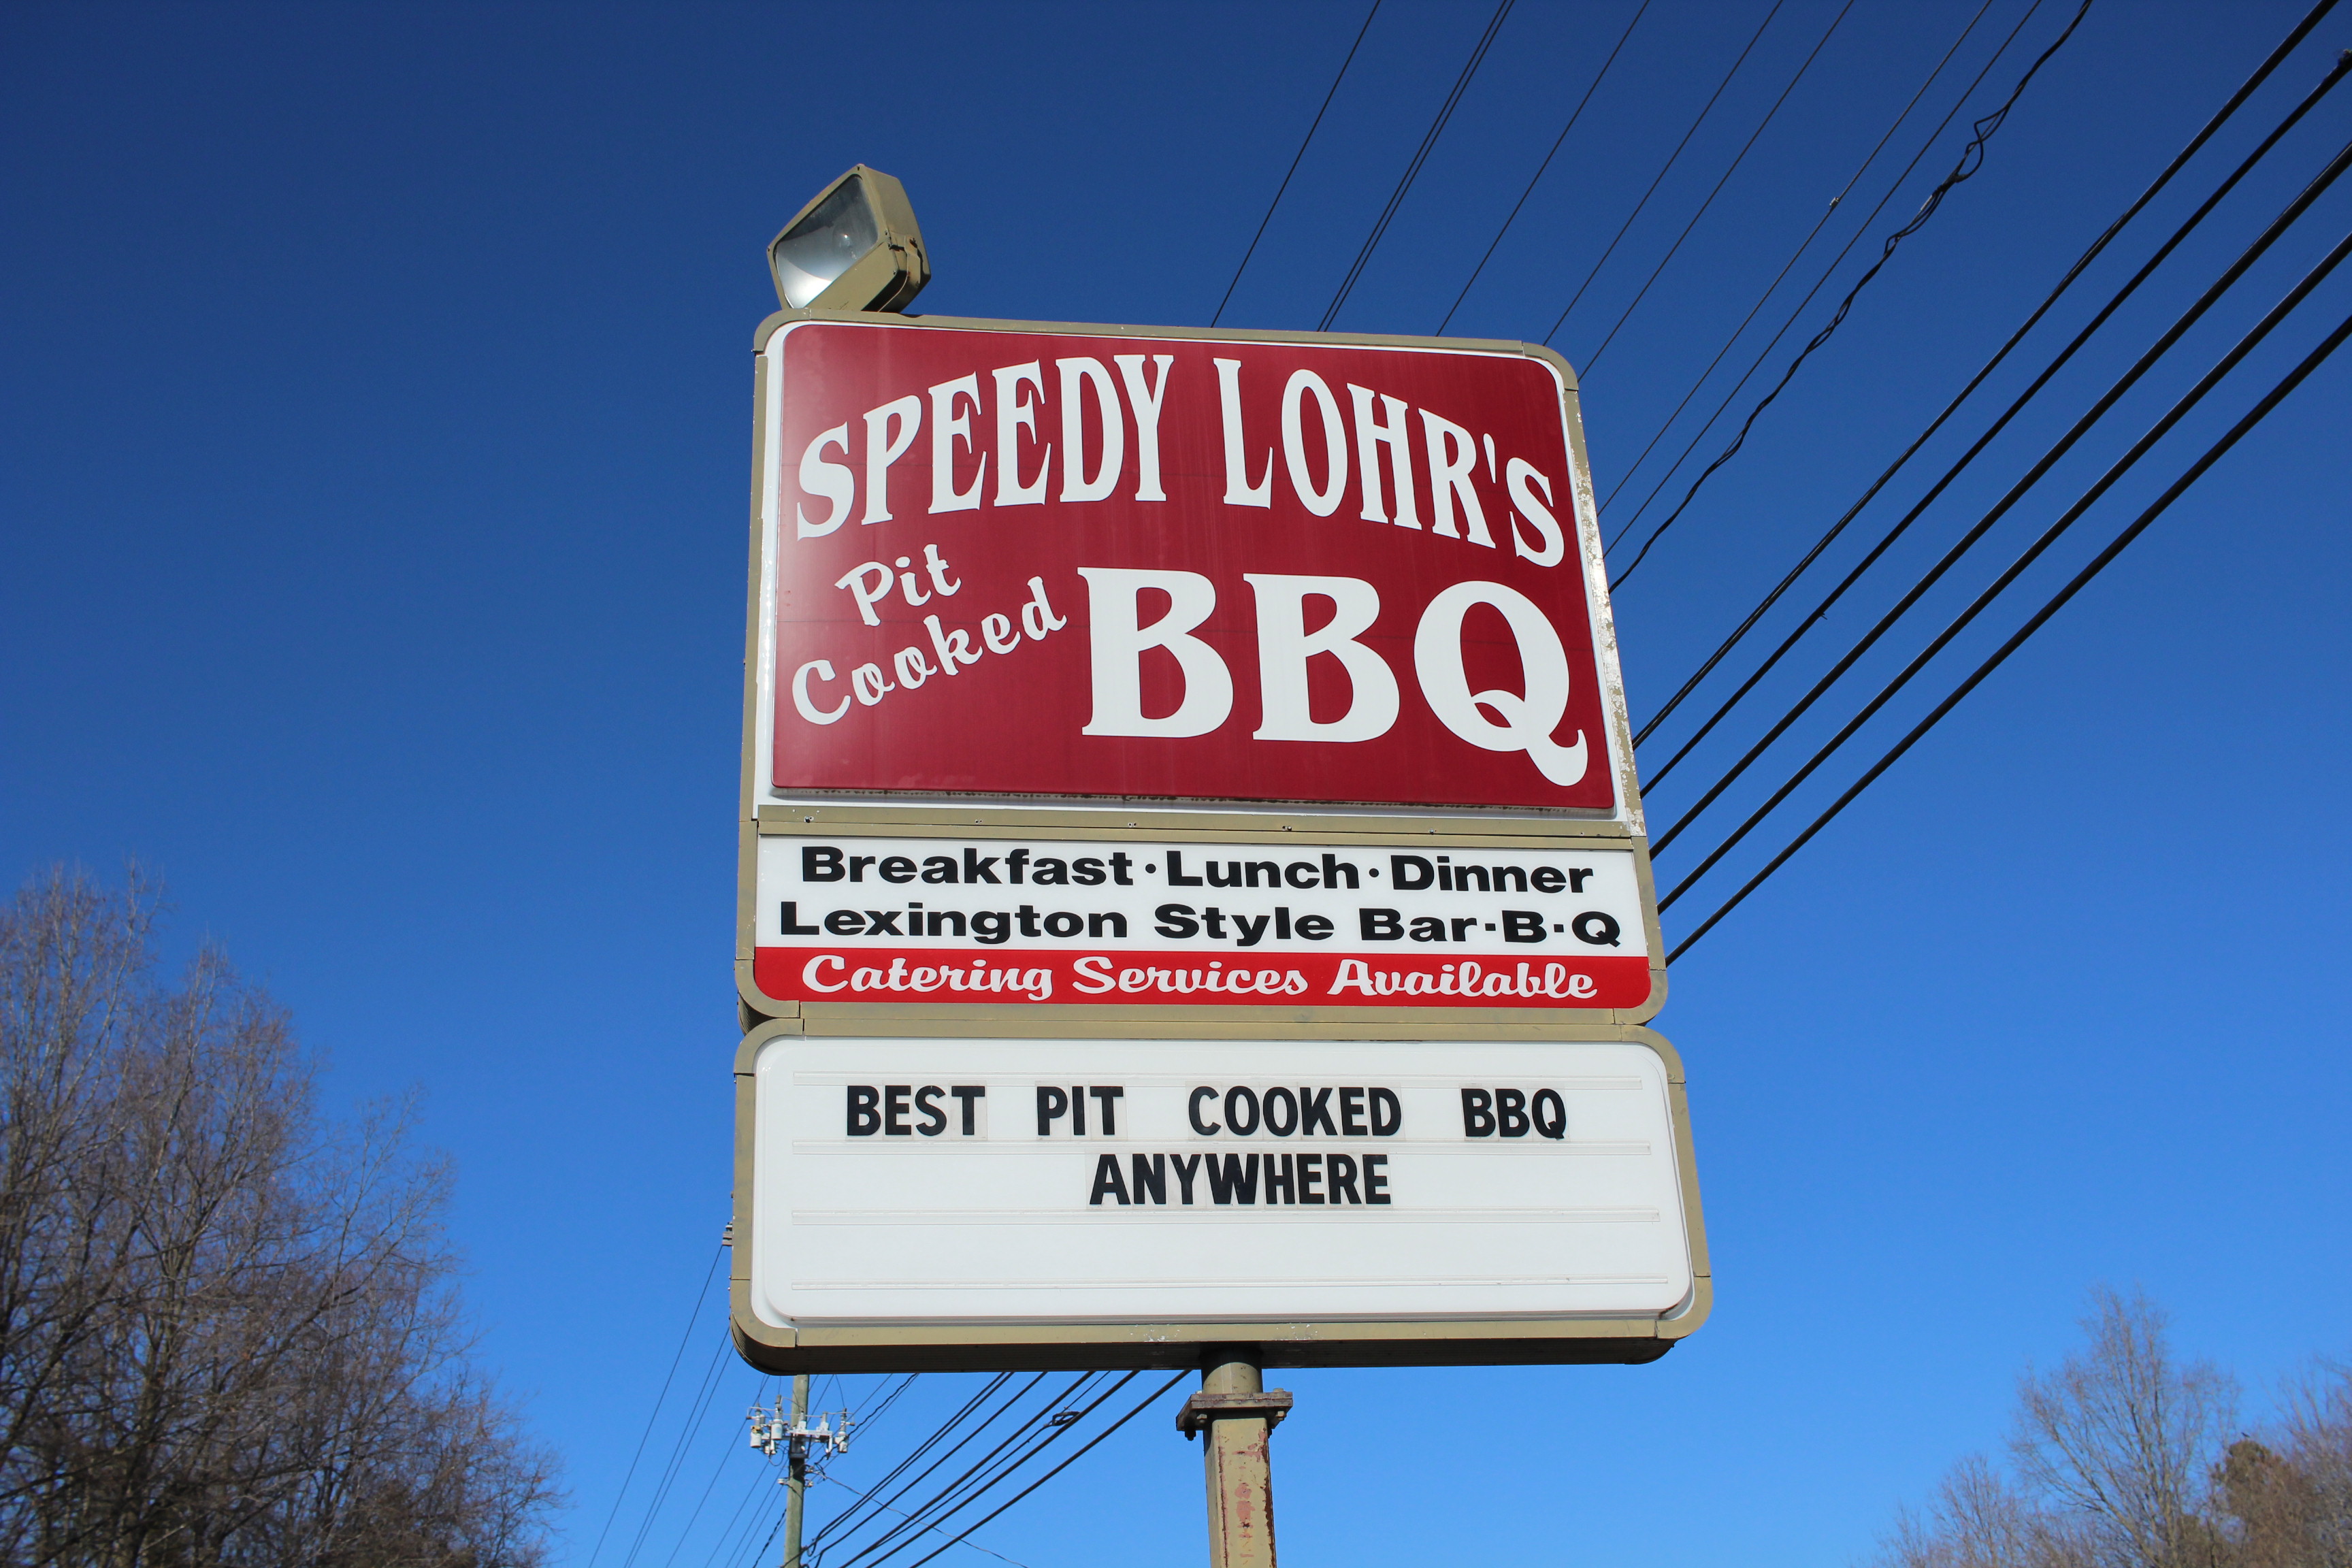 SPEEDY LOHR'S
Pit
Cooked
BBQ
Breakfast·Lunch·Dinner
Lexington Style Bar·B·Q
Catering Services Available
BEST PIT COOKED BBQ
ANYWHERE